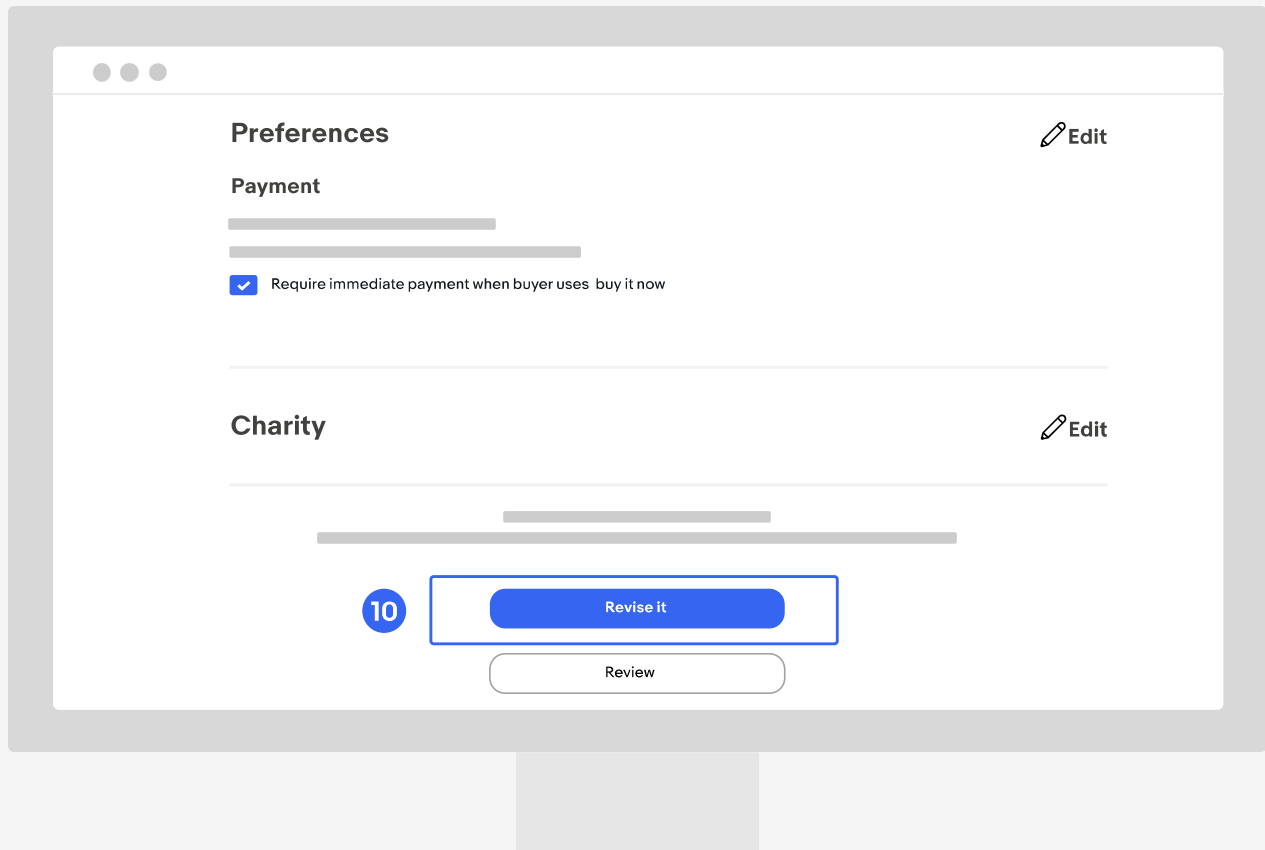 Preferences
Edit
Payment
Require immediate payment when buyer uses buy it now
Charity
Edit
10
Revise it
Review